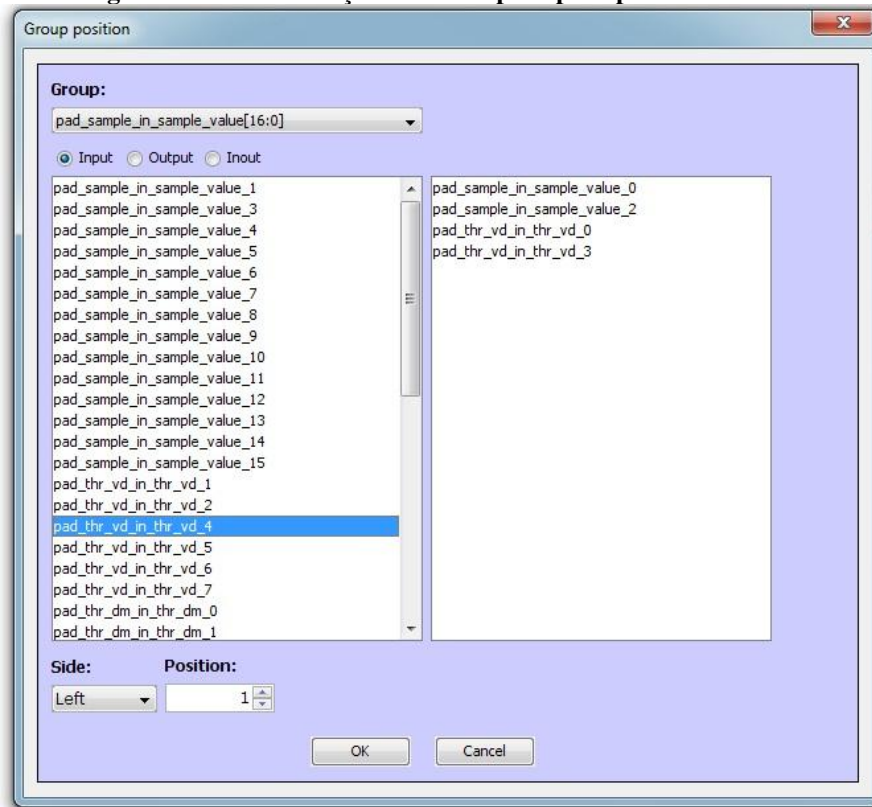 Group position
Group:
pad_sample_in_sample_value[16:0]
Input Output Inout
pad_sample_in_sample_value_1
pad_sample_in_sample_value_3
pad_sample_in_sample_value_4
pad_sample_in_sample_value_5
pad_sample_in_sample_value_6
pad_sample_in_sample_value_7
pad_sample_in_sample_value_8
pad_sample_in_sample_value_9
pad_sample_in_sample_value_10
pad_sample_in_sample_value_11
pad_sample_in_sample_value_12
pad_sample_in_sample_value_13
pad_sample_in_sample_value_14
pad_sample_in_sample_value_15
pad_thr_vd_in_thr_vd_1
pad_thr_vd_in_thr_vd_2
pad_thr_vd_in_thr_vd_4
pad_thr_vd_in_thr_vd_5
pad_thr_vd_in_thr_vd_6
pad_thr_vd_in_thr_vd_7
pad_thr_dm_in_thr_dm_0
pad_thr_dm_in_thr_dm_1
pad_sample_in_sample_value_0
pad_sample_in_sample_value_2
pad_thr_vd_in_thr_vd_0
pad_thr_vd_in_thr_vd_3
Side: Position:
Left 1
OK Cancel